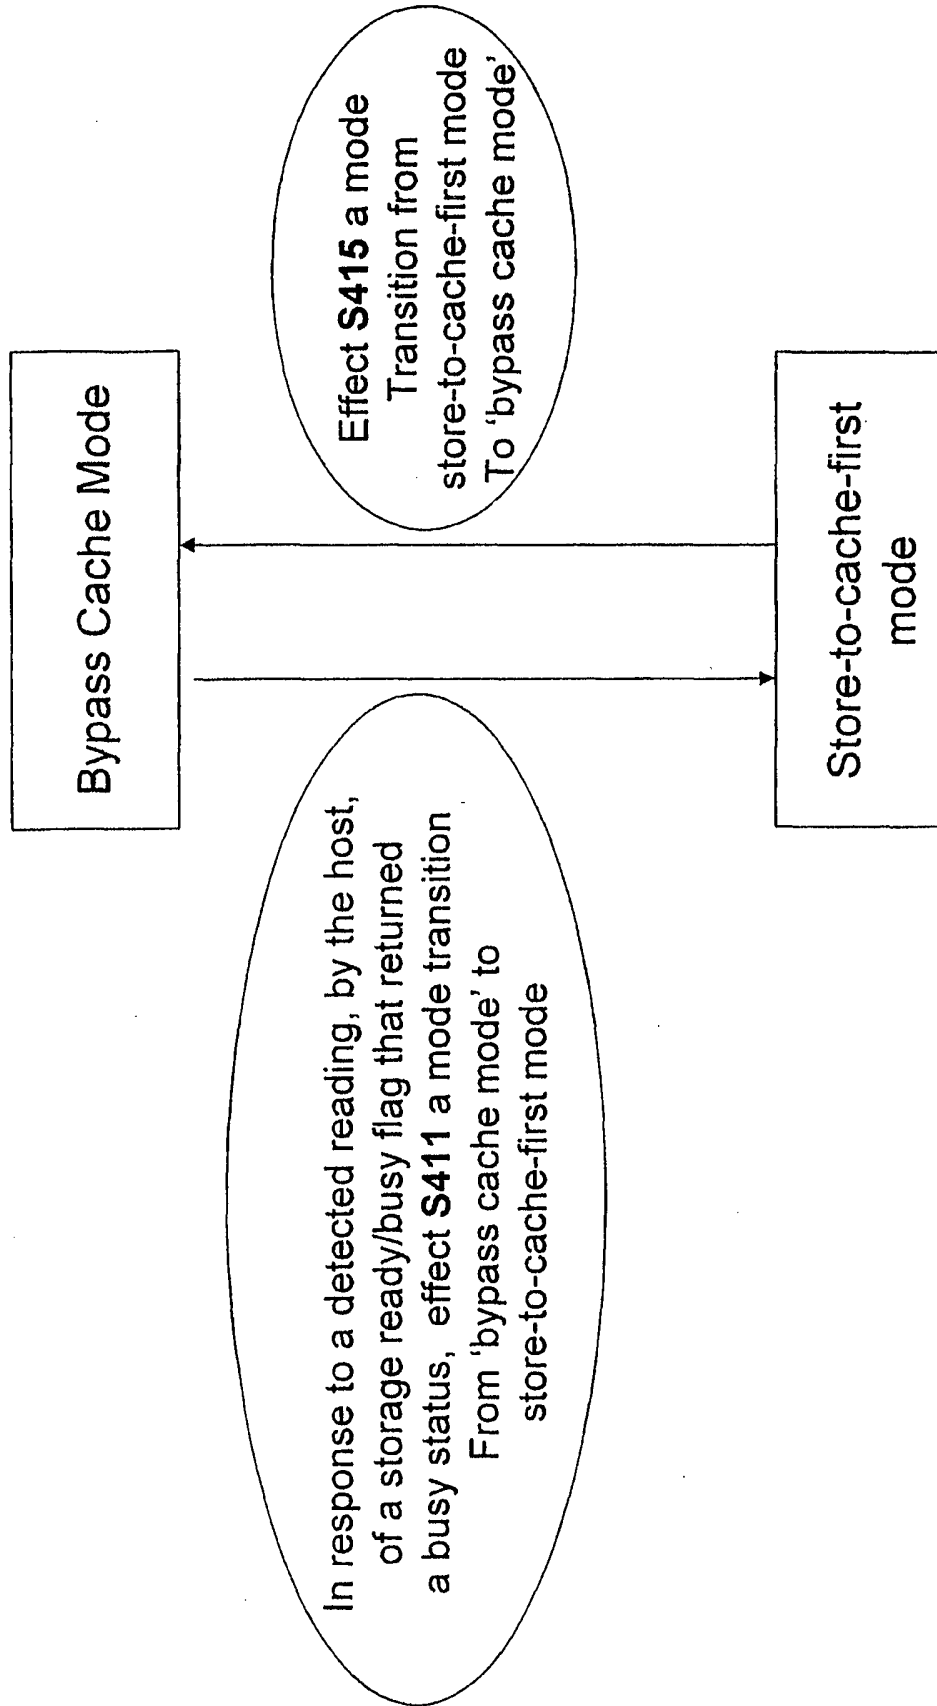 Bypass Cache Mode
In response to a detected reading, by the host,
of a storage ready/busy flag that returned
a busy status, effect S411 a mode transition
From 'bypass cache mode' to
store-to-cache-first mode
Effect S415 a mode
Transition from
store-to-cache-first mode
To 'bypass cache mode'
Store-to-cache-first
mode